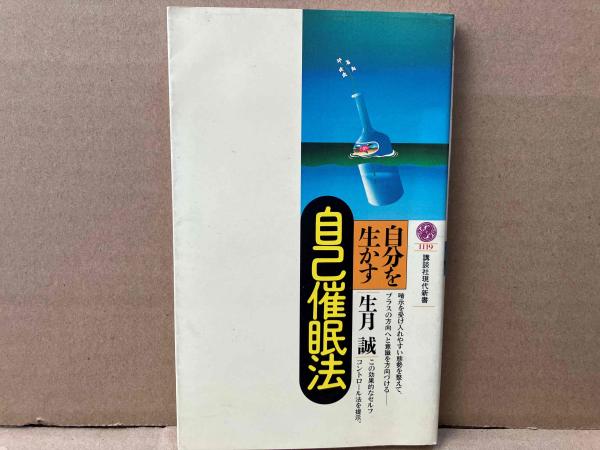 1119
講談社現代新書
自分を
生かす
自己催眠法
生月 誠
暗示を受け入れやすい態勢を整えて、
プラスの方向へと意識を方向づける——
この効果的なセルフ
コントロール法を提示。